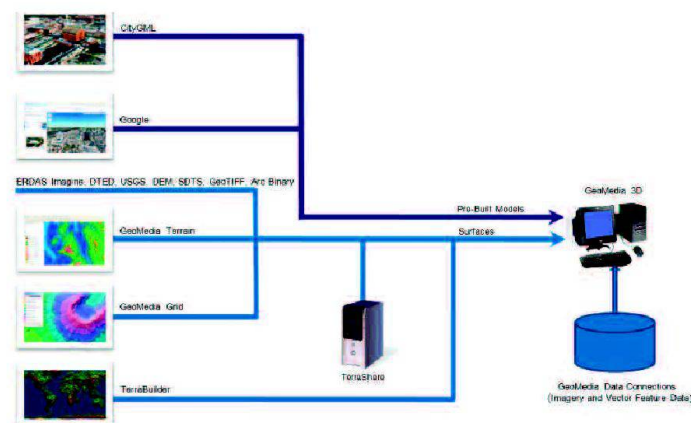 CityGML
Google
ERDAS Imagine, DTED, USGS, DEM, SDTS, GeoTIFF, Arc Binary
GeoMedia 3D
Pre-Built Models
GeoMedia Terrain
Surfaces
GeoMedia Grid
TerraShare
TerraBuilder
GeoMedia Data Connections
(Imagery and Vector Feature Data)